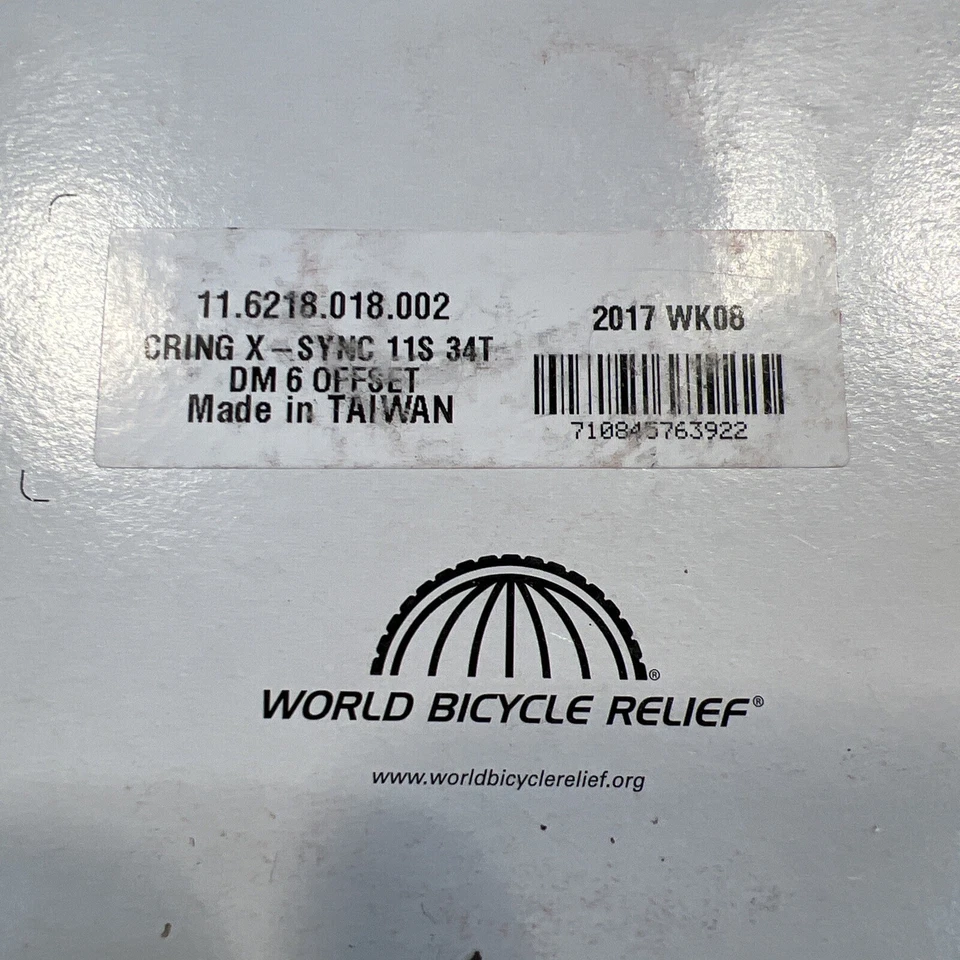 11.6218.018.002
CRING X-SYNC 11S 34T
DM 6 OFFSET
Made in TAIWAN
2017 WK08
710845763922
WORLD BICYCLE RELIEF®
www.worldbicyclerelief.org